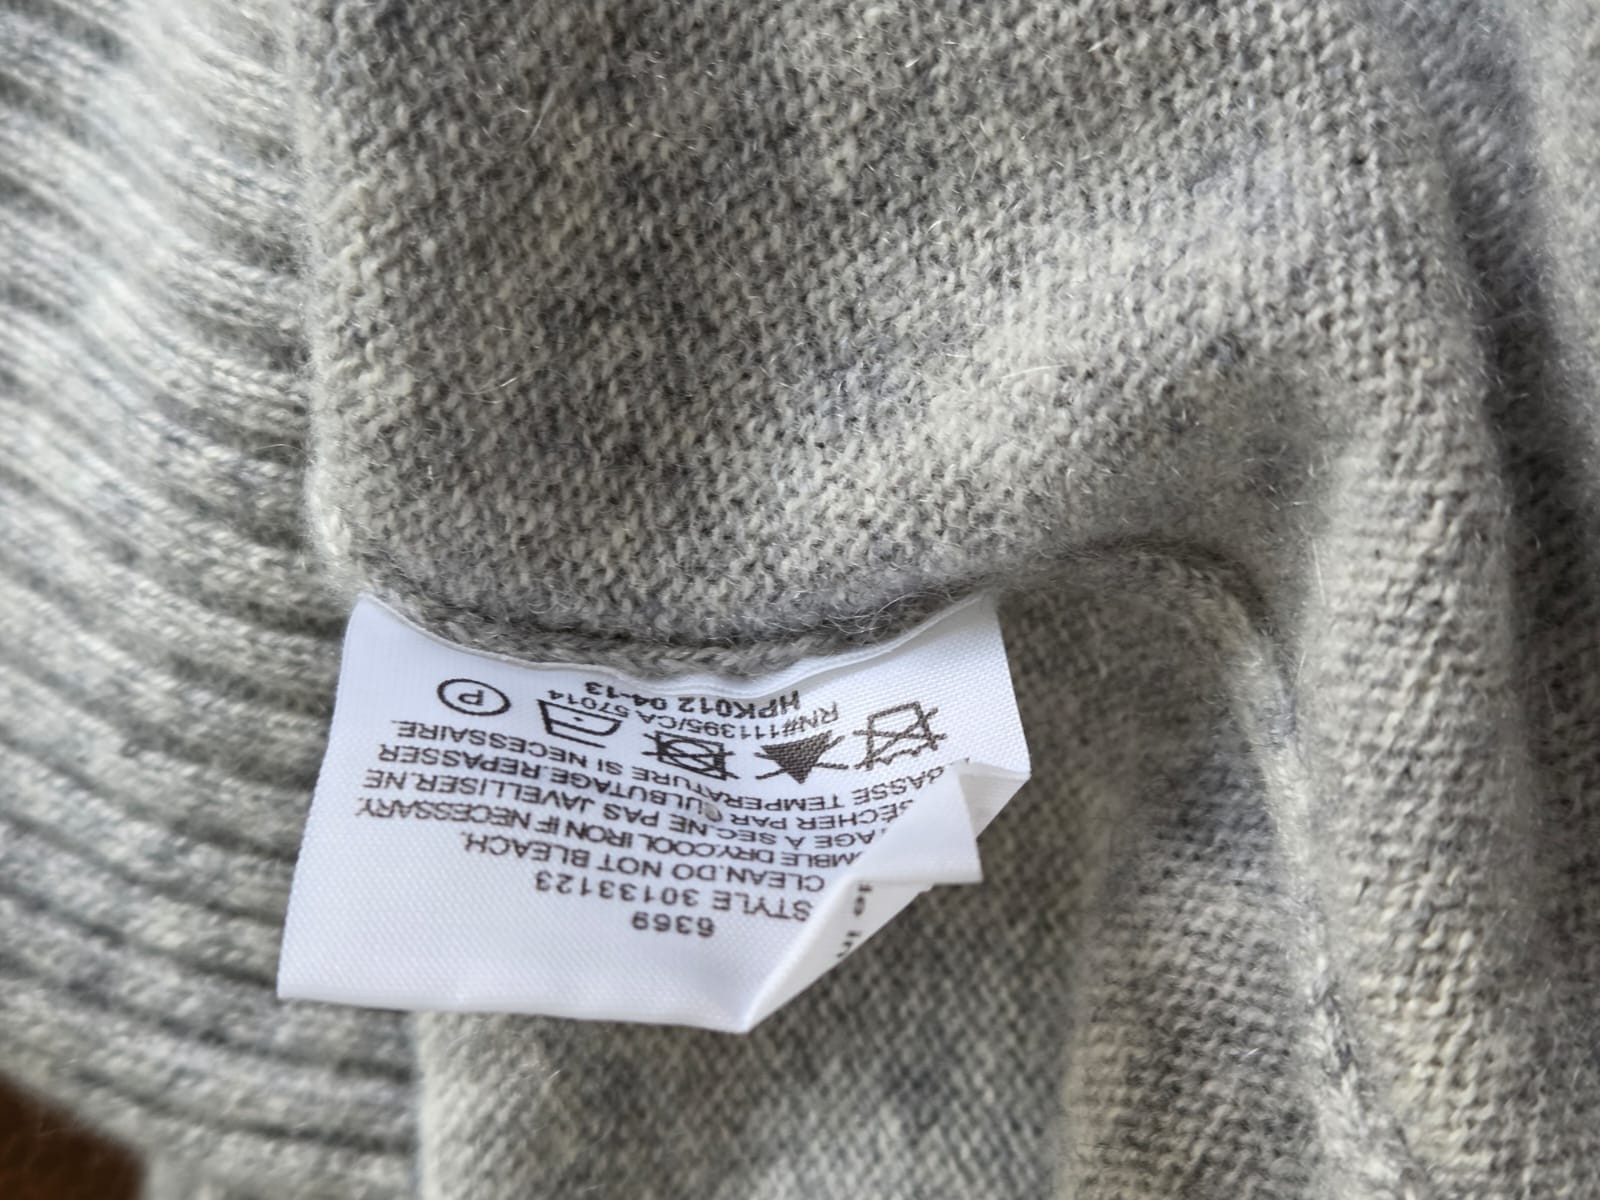 6369
STYLE 30133123
CLEAN.DO NOT BLEACH.
DRY.COOL IRON IF NECESSARY.
À SEC.NE PAS JAVELLISER.NE
SÉCHER PAR CULBUTAGE.REPASSER
BASSE TEMPERATURE SI NECESSAIRE.
P
RN#111395/CA 57014
HPK012 04-13